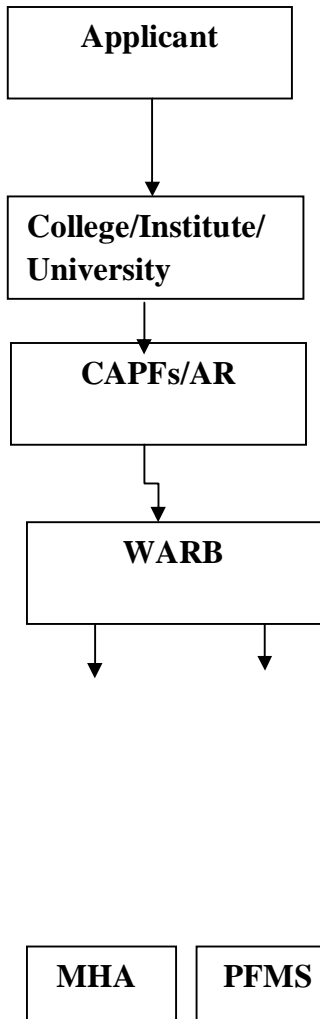 Applicant
College/Institute/
University
CAPFs/AR
WARB
MHA
PFMS